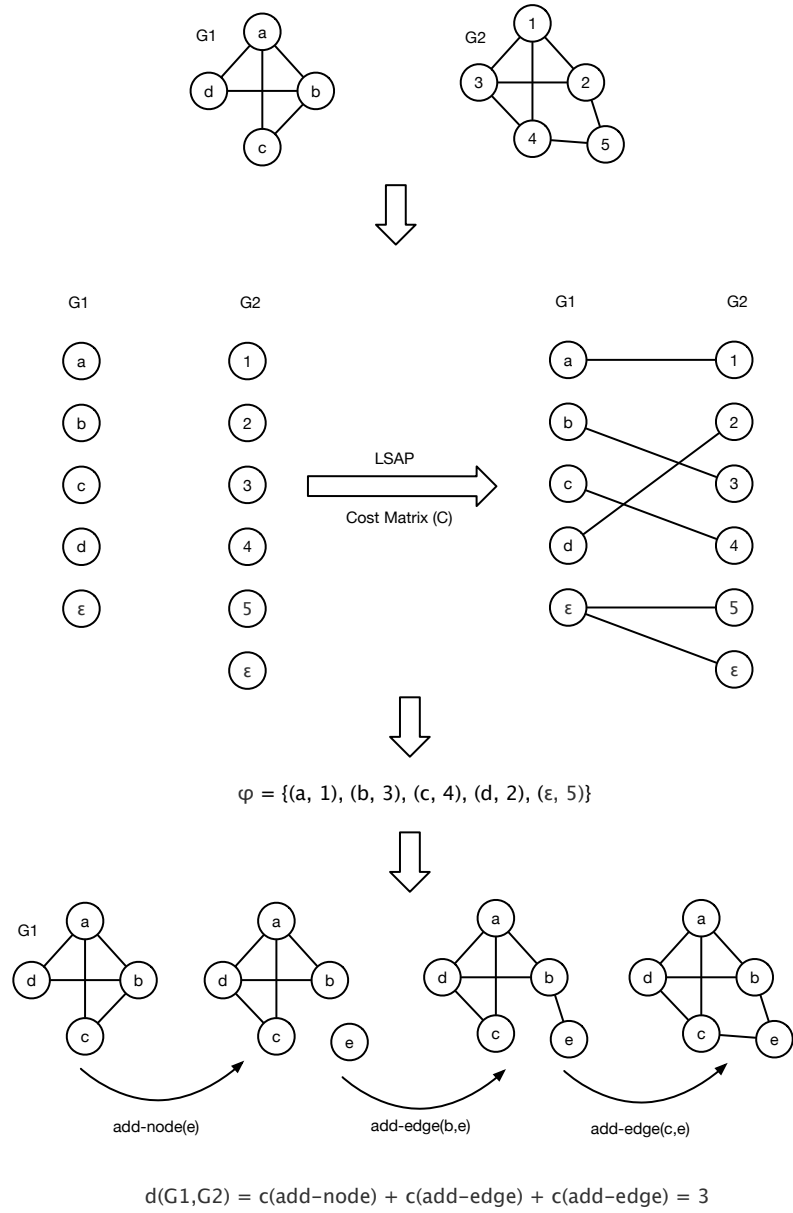 G1
a
d
b
c
G2
1
3
2
4
5
G1 G2
a 1
b 2
c 3
d 4
ε 5
ε
LSAP
Cost Matrix (C)
G1 G2
a 1
b 2
c 3
d 4
ε 5
ε
φ = {(a, 1), (b, 3), (c, 4), (d, 2), (ε, 5)}
G1
a a a a
d b d b d b d b
c c e c e c e
add-node(e) add-edge(b,e) add-edge(c,e)
d(G1,G2) = c(add-node) + c(add-edge) + c(add-edge) = 3